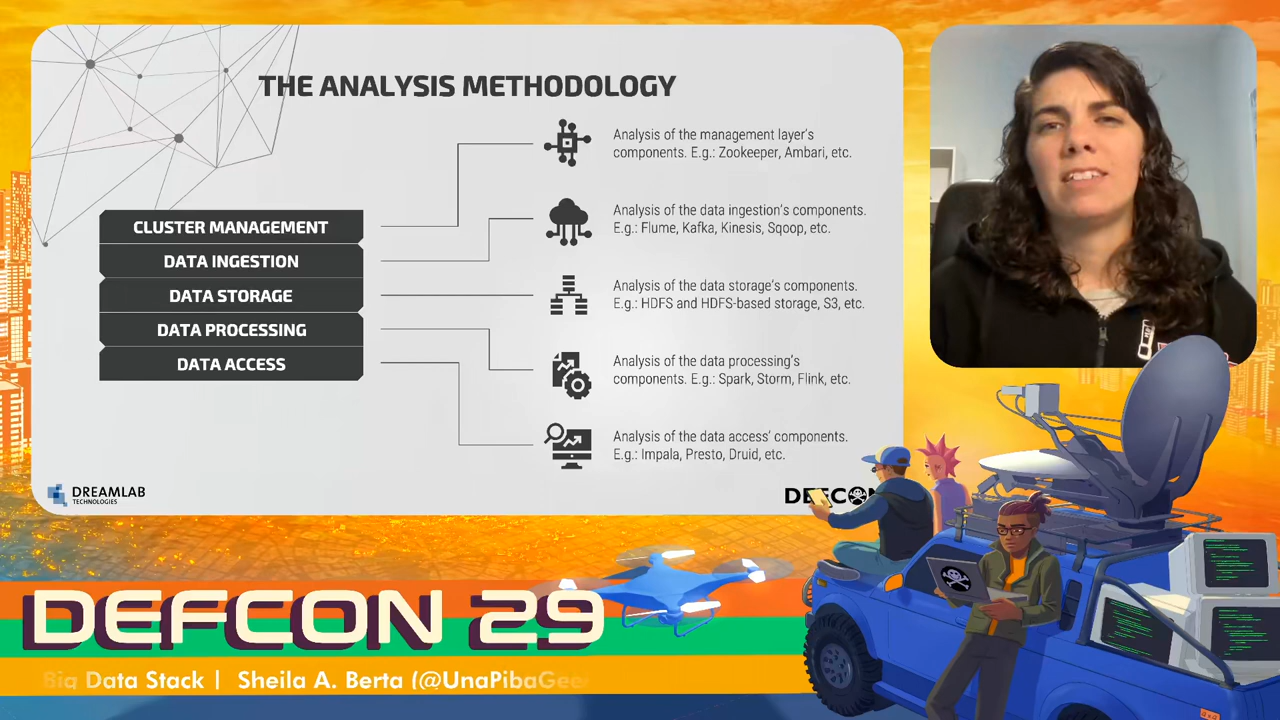 THE ANALYSIS METHODOLOGY
CLUSTER MANAGEMENT
DATA INGESTION
DATA STORAGE
DATA PROCESSING
DATA ACCESS
Analysis of the management layer's
components. E.g.: Zookeeper, Ambari, etc.
Analysis of the data ingestion's components.
E.g.: Flume, Kafka, Kinesis, Sqoop, etc.
Analysis of the data storage's components.
E.g.: HDFS and HDFS-based storage, S3, etc.
Analysis of the data processing's
components. E.g.: Spark, Storm, Flink, etc.
Analysis of the data access' components.
E.g.: Impala, Presto, Druid, etc.
DREAMLAB
TECHNOLOGIES
DEFCON
DEFCON 29
Big Data Stack | Sheila A. Berta (@UnaPibaGee